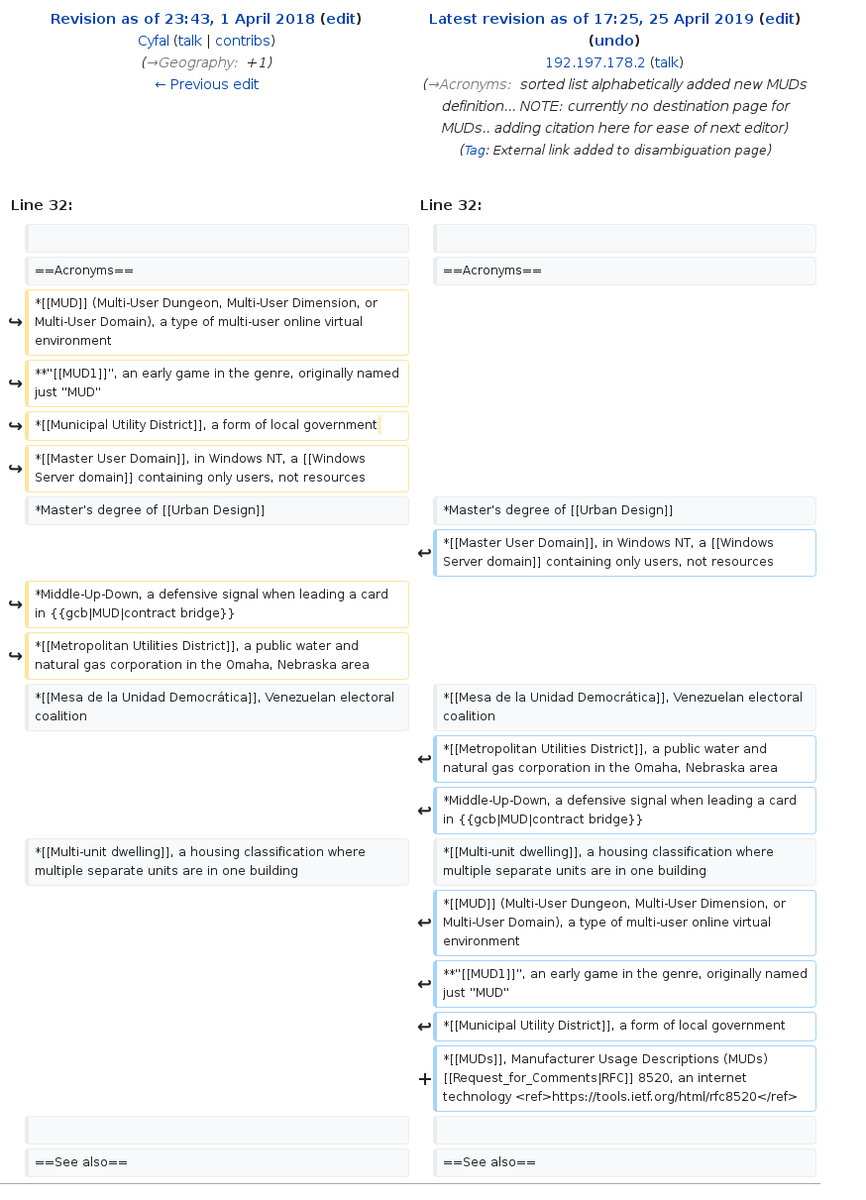 Revision as of 23:43, 1 April 2018 (edit)
Cyfal (talk | contribs)
(→Geography: +1)
← Previous edit
Latest revision as of 17:25, 25 April 2019 (edit)
(undo)
192.197.178.2 (talk)
(→Acronyms: sorted list alphabetically added new MUDs
definition... NOTE: currently no destination page for
MUDs.. adding citation here for ease of next editor)
(Tag: External link added to disambiguation page)
Line 32:
Line 32:
==Acronyms==
==Acronyms==
*[[MUD]] (Multi-User Dungeon, Multi-User Dimension, or
Multi-User Domain), a type of multi-user online virtual
environment
**''[[MUD1]]'', an early game in the genre, originally named
just "MUD"
*[[Municipal Utility District]], a form of local government
*[[Master User Domain]], in Windows NT, a [[Windows
Server domain]] containing only users, not resources
*Master's degree of [[Urban Design]]
*Master's degree of [[Urban Design]]
*[[Master User Domain]], in Windows NT, a [[Windows
Server domain]] containing only users, not resources
*Middle-Up-Down, a defensive signal when leading a card
in {{gcb|MUD|contract bridge}}
*[[Metropolitan Utilities District]], a public water and
natural gas corporation in the Omaha, Nebraska area
*[[Mesa de la Unidad Democrática]], Venezuelan electoral
coalition
*[[Mesa de la Unidad Democrática]], Venezuelan electoral
coalition
*[[Metropolitan Utilities District]], a public water and
natural gas corporation in the Omaha, Nebraska area
*Middle-Up-Down, a defensive signal when leading a card
in {{gcb|MUD|contract bridge}}
*[[Multi-unit dwelling]], a housing classification where
multiple separate units are in one building
*[[Multi-unit dwelling]], a housing classification where
multiple separate units are in one building
*[[MUD]] (Multi-User Dungeon, Multi-User Dimension, or
Multi-User Domain), a type of multi-user online virtual
environment
**''[[MUD1]]'', an early game in the genre, originally named
just "MUD"
*[[Municipal Utility District]], a form of local government
+
*[[MUDs]], Manufacturer Usage Descriptions (MUDs)
[[Request_for_Comments|RFC]] 8520, an internet
technology <ref>https://tools.ietf.org/html/rfc8520</ref>
==See also==
==See also==